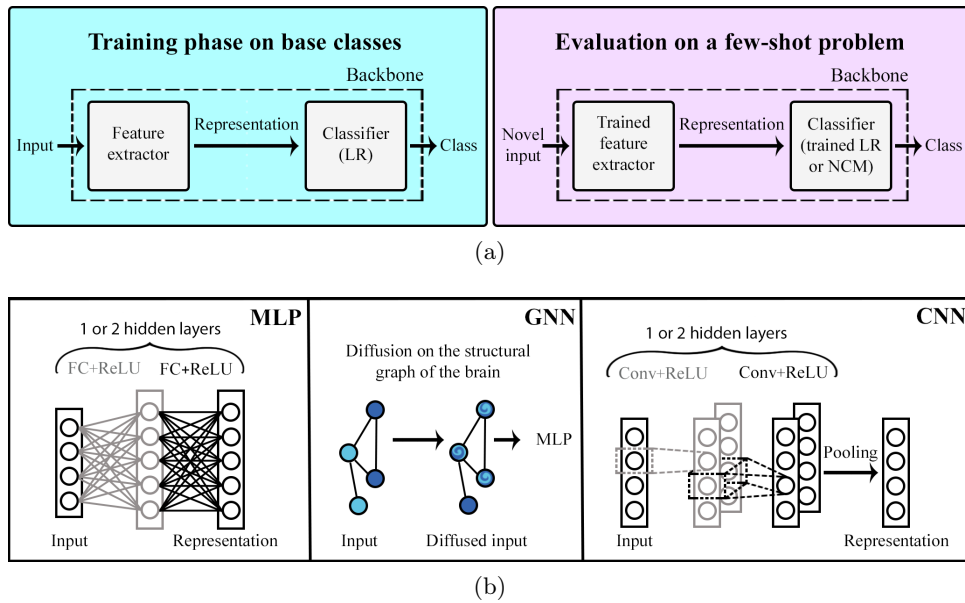 Training phase on base classes
Backbone
Input
Feature
extractor
Representation
Classifier
(LR)
Class
Evaluation on a few-shot problem
Backbone
Novel
input
Trained
feature
extractor
Representation
Classifier
(trained LR
or NCM)
Class
(a)
MLP
1 or 2 hidden layers
FC+ReLU FC+ReLU
Input Representation
GNN
Diffusion on the structural
graph of the brain
MLP
Input Diffused input
CNN
1 or 2 hidden layers
Conv+ReLU Conv+ReLU
Pooling
Input Representation
(b)